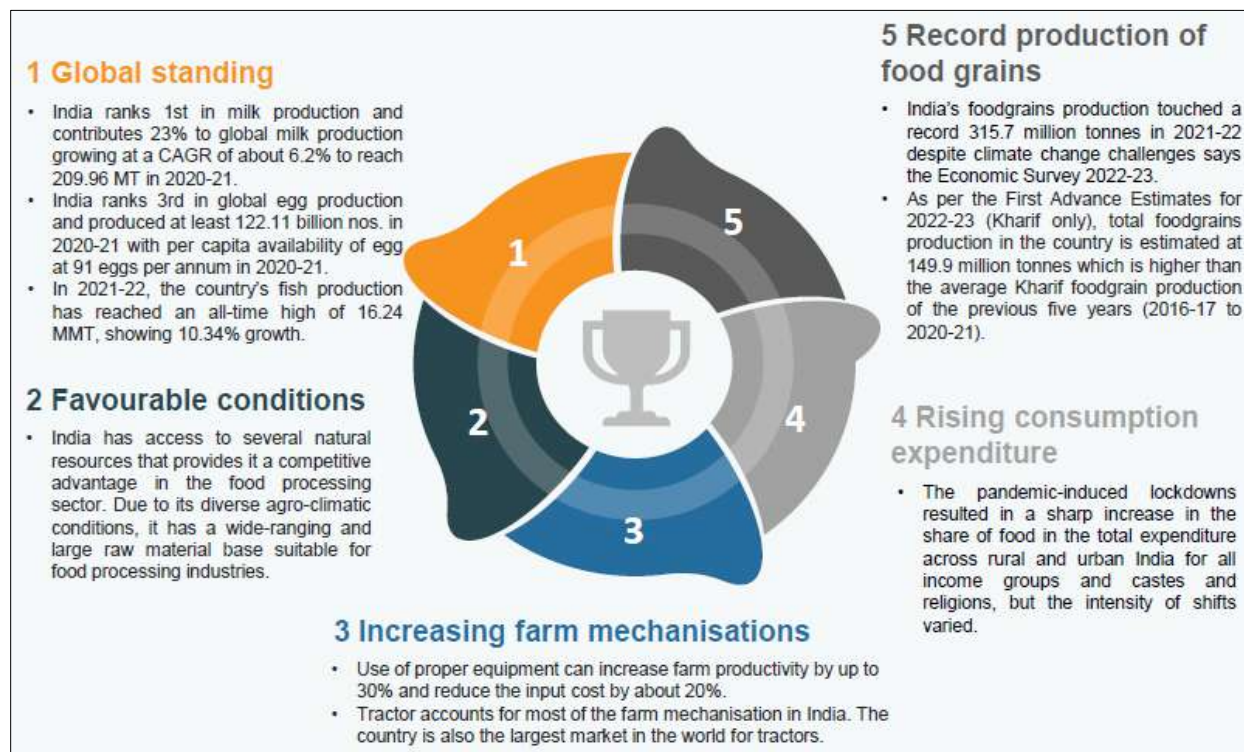 1 Global standing
• India ranks 1st in milk production and
contributes 23% to global milk production
growing at a CAGR of about 6.2% to reach
209.96 MT in 2020-21.
• India ranks 3rd in global egg production
and produced at least 122.11 billion nos. in
2020-21 with per capita availability of egg
at 91 eggs per annum in 2020-21.
• In 2021-22, the country's fish production
has reached an all-time high of 16.24
MMT, showing 10.34% growth.
2 Favourable conditions
• India has access to several natural
resources that provides it a competitive
advantage in the food processing
sector. Due to its diverse agro-climatic
conditions, it has a wide-ranging and
large raw material base suitable for
food processing industries.
1
2
3
4
5
3 Increasing farm mechanisations
• Use of proper equipment can increase farm productivity by up to
30% and reduce the input cost by about 20%.
• Tractor accounts for most of the farm mechanisation in India. The
country is also the largest market in the world for tractors.
4 Rising consumption
expenditure
• The pandemic-induced lockdowns
resulted in a sharp increase in the
share of food in the total expenditure
across rural and urban India for all
income groups and castes and
religions, but the intensity of shifts
varied.
5 Record production of
food grains
• India's foodgrains production touched a
record 315.7 million tonnes in 2021-22
despite climate change challenges says
the Economic Survey 2022-23.
• As per the First Advance Estimates for
2022-23 (Kharif only), total foodgrains
production in the country is estimated at
149.9 million tonnes which is higher than
the average Kharif foodgrain production
of the previous five years (2016-17 to
2020-21).